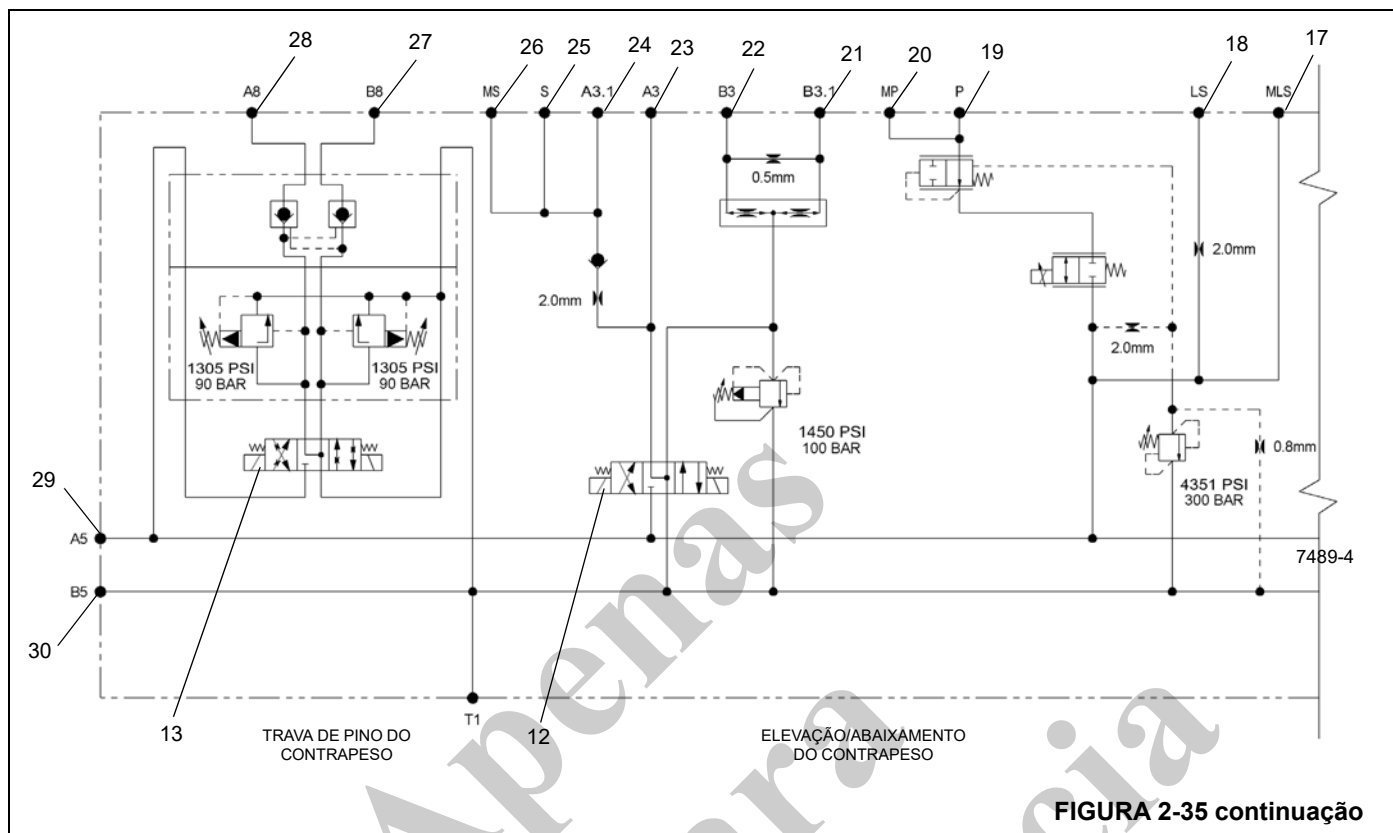 28
27
26
25
24
23
22
21
20
19
18
17
A8
B8
MS
S
A3.1
A3
B3
B3.1
MP
P
LS
MLS
0.5mm
2.0mm
2.0mm
2.0mm
1305 PSI
90 BAR
1305 PSI
90 BAR
1450 PSI
100 BAR
0.8mm
4351 PSI
300 BAR
29
A5
7489-4
B5
30
T1
13
TRAVA DE PINO DO
CONTRAPESO
12
ELEVAÇÃO/ABAIXAMENTO
DO CONTRAPESO
Apenas
FIGURA 2-35 continuação